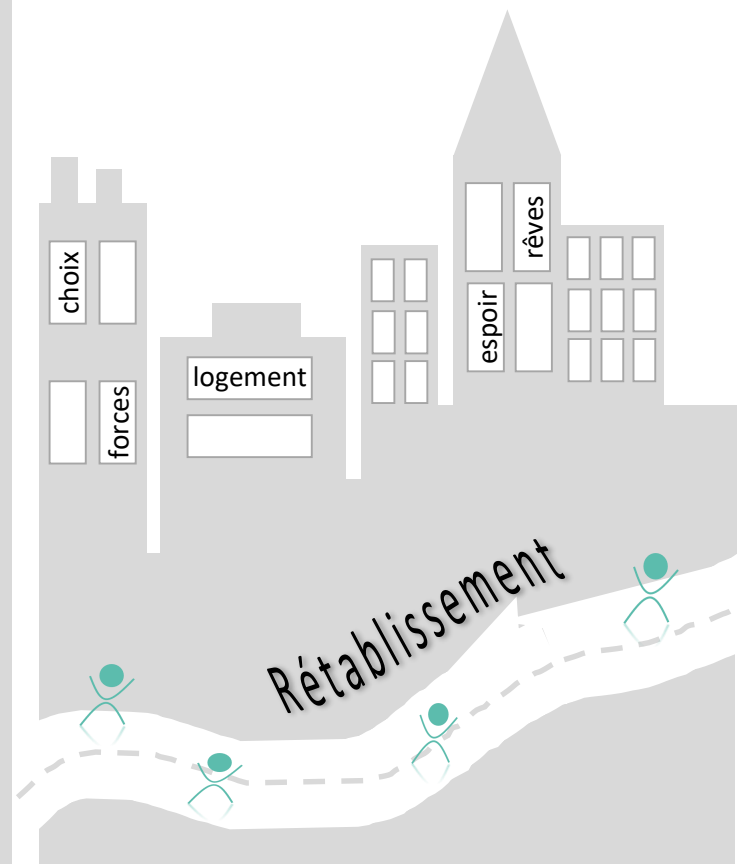 rêves
choix
espoir
logement
forces
Rétablissement